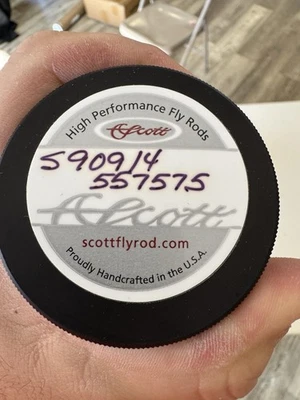 High Performance Fly Rods
Scott
S909/4
557575
Scott
scottflyrod.com
Proudly Handcrafted in the U.S.A.